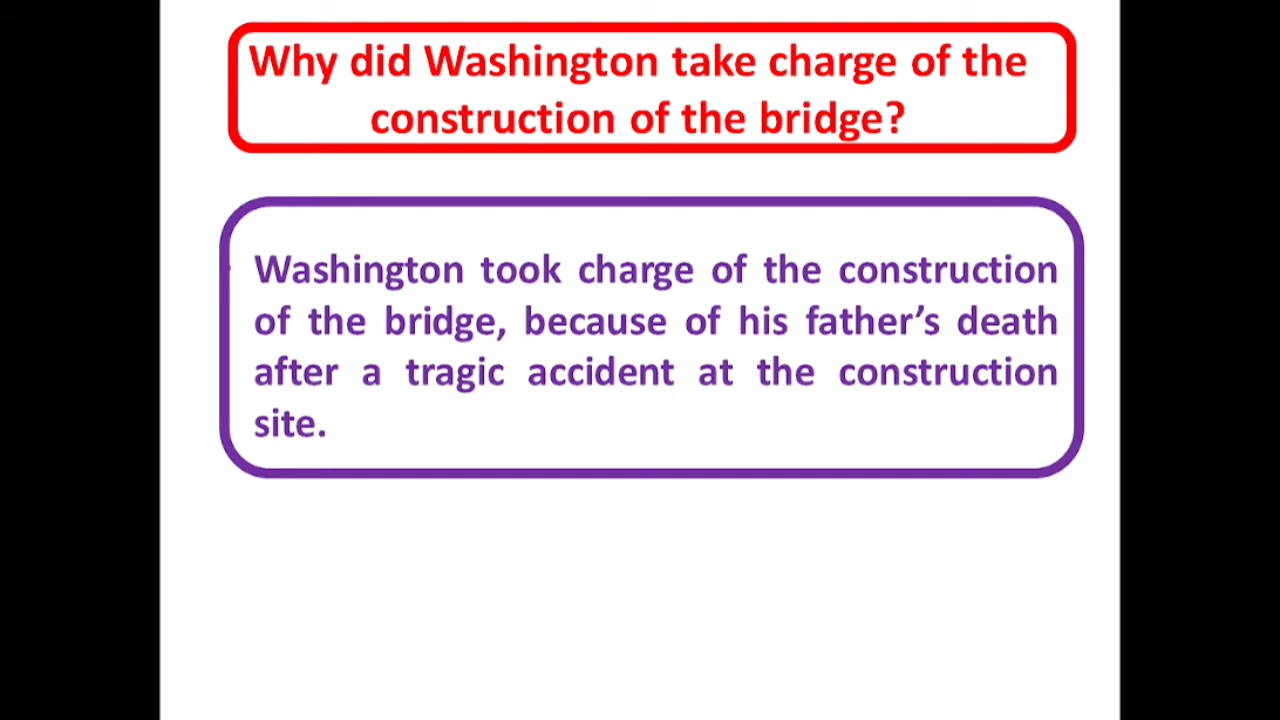 Why did Washington take charge of the
construction of the bridge?
Washington took charge of the construction
of the bridge, because of his father’s death
after a tragic accident at the construction
site.